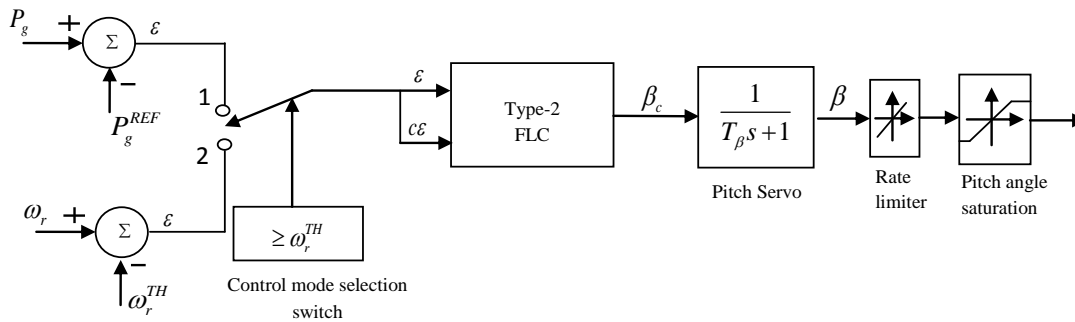 P_g
+
Σ
ε
−
P_g^{REF}
1
2
ω_r
+
Σ
ε
−
ω_r^{TH}
≥ ω_r^{TH}
Control mode selection
switch
ε
cε
Type-2
FLC
β_c
1
T_β s + 1
Pitch Servo
β
Rate
limiter
Pitch angle
saturation